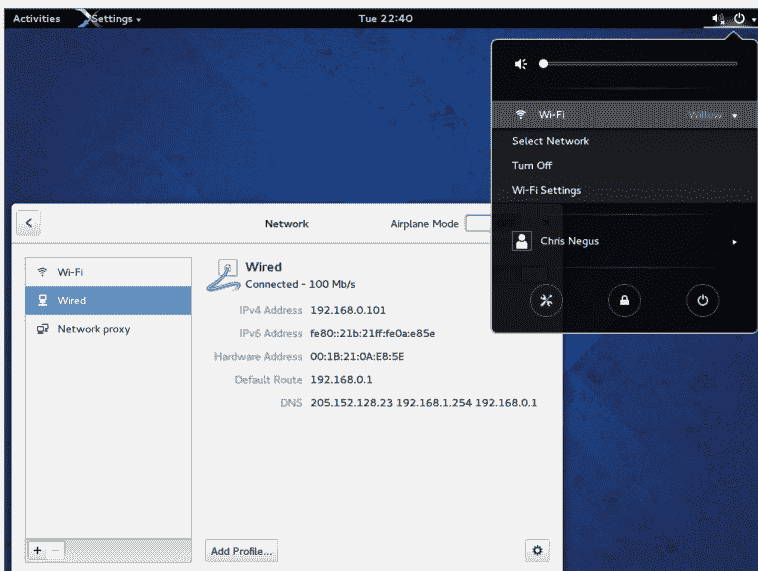 Activities Settings Tue 22:40
Wi-Fi Willow
Select Network
Turn Off
Wi-Fi Settings
Chris Negus
Network Airplane Mode
Wi-Fi
Wired
Network proxy
Wired
Connected - 100 Mb/s
IPv4 Address 192.168.0.101
IPv6 Address fe80::21b:21ff:fe0a:e85e
Hardware Address 00:1B:21:0A:E8:5E
Default Route 192.168.0.1
DNS 205.152.128.23 192.168.1.254 192.168.0.1
+ −
Add Profile...